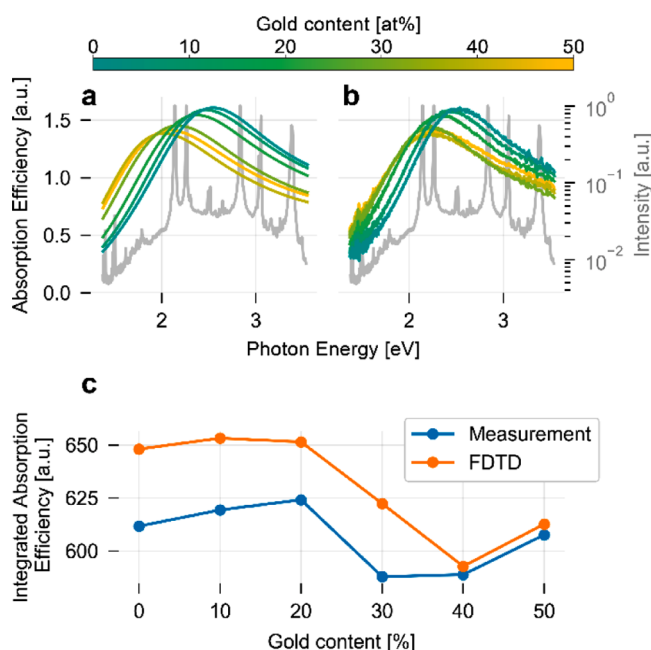 Gold content [at%]
0 10 20 30 40 50
a b
Absorption Efficiency [a.u.]
1.5
1.0
0.5
0.0
10⁰
10⁻¹
10⁻²
Intensity [a.u.]
2 3 2 3
Photon Energy [eV]
c
Integrated Absorption
Efficiency [a.u.]
650
625
600
Measurement
FDTD
0 10 20 30 40 50
Gold content [%]